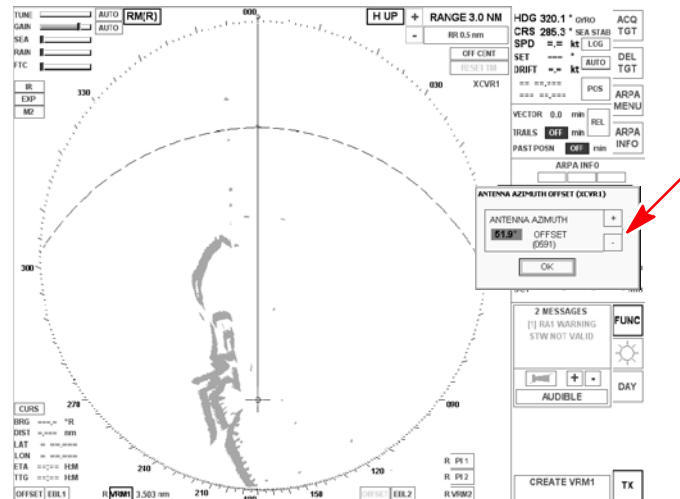 TUNE
GAIN
SEA
RAIN
FTC
AUTO
AUTO
RM(R)
IR
EXP
M2
000
330
030
300
270
090
240
120
210
150
180
H UP + RANGE 3.0 NM
- RR 0.5 nm
OFF CENT
RESET TM
XCVR1
HDG 320.1 ° GYRO
CRS 285.3 ° SEA STAB
SPD =.= kt LOG
SET --- °
DRIFT =.= kt AUTO
POS
ACQ
TGT
DEL
TGT
ARPA
MENU
ARPA
INFO
VECTOR 0.0 min
REL
TRAILS OFF min
PAST POSN OFF min
ARPA INFO
ANTENNA AZIMUTH OFFSET (XCVR1)
ANTENNA AZIMUTH +
51.9° OFFSET
(0591) -
OK
2 MESSAGES
[1] RA1 WARNING
STW NOT VALID
+ -
AUDIBLE
FUNC
DAY
CREATE VRM1
TX
CURS
BRG ---.- °R
DIST -.--- nm
LAT - --.---
LON - --.---
ETA --:-- H:M
TTG --:-- H:M
OFFSET EBL1
R VRM1 3.503 nm
OFFSET EBL2
R PI 1
R PI 2
R VRM2